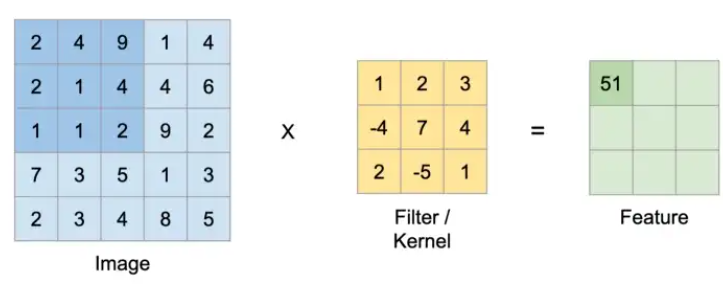 2 4 9 1 4
2 1 4 4 6
1 1 2 9 2
7 3 5 1 3
2 3 4 8 5
Image
x
1 2 3
-4 7 4
2 -5 1
Filter /
Kernel
=
51
Feature